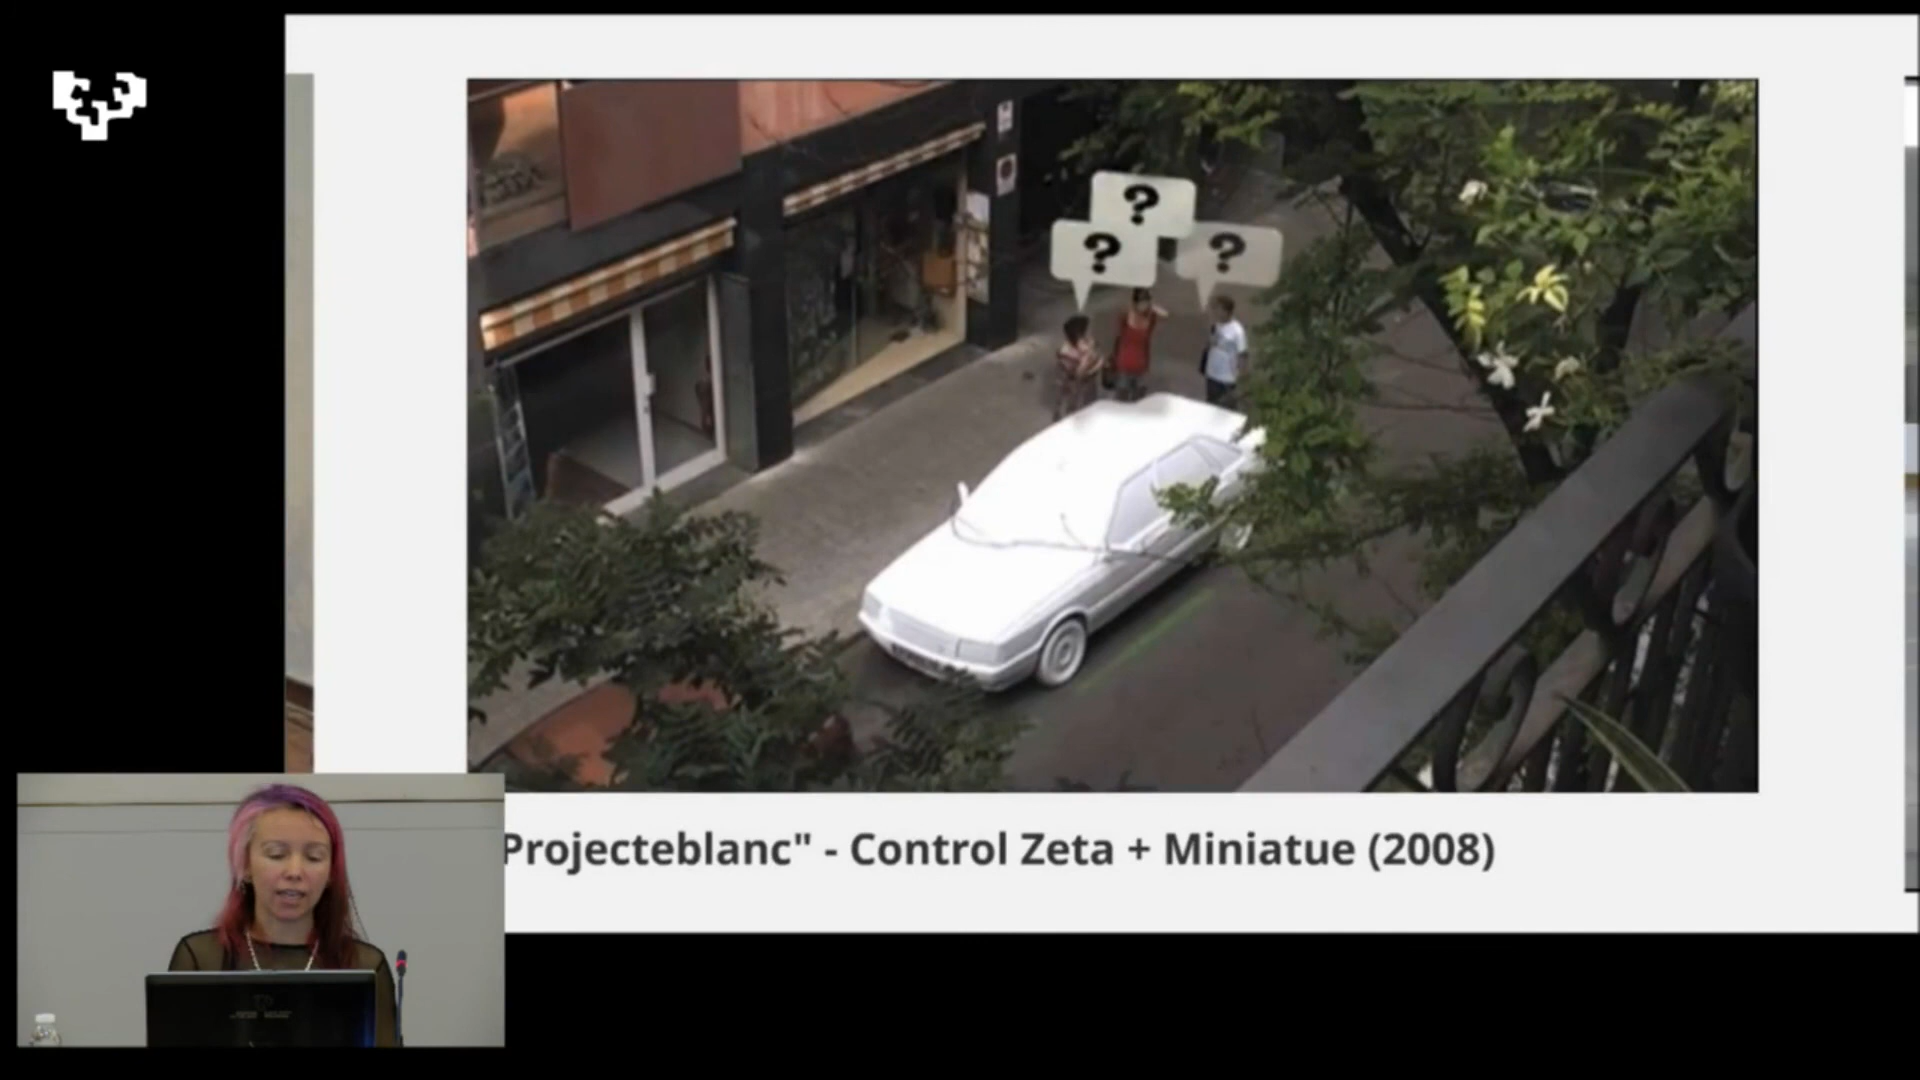 ?
? ?
Projecteblanc" - Control Zeta + Miniatue (2008)